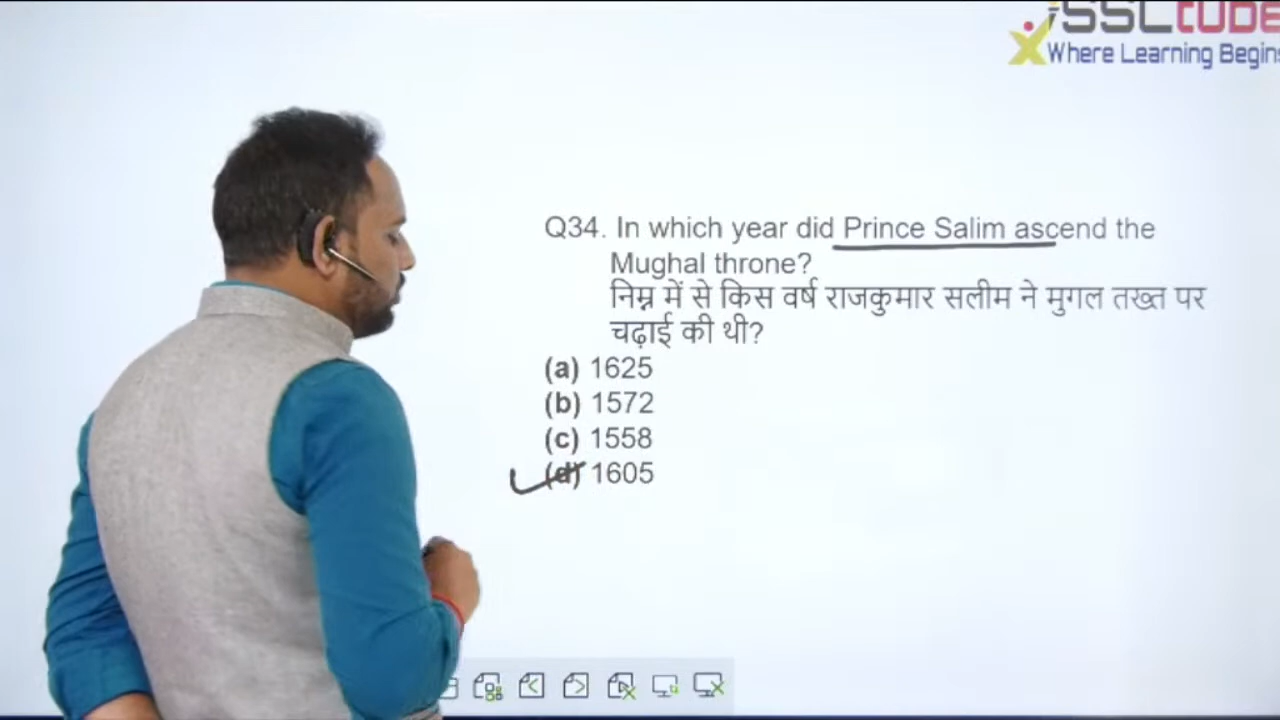 SSCtube
Where Learning Begins
Q34. In which year did Prince Salim ascend the
Mughal throne?
निम्न में से किस वर्ष राजकुमार सलीम ने मुगल तख्त पर
चढ़ाई की थी?
(a) 1625
(b) 1572
(c) 1558
(d) 1605